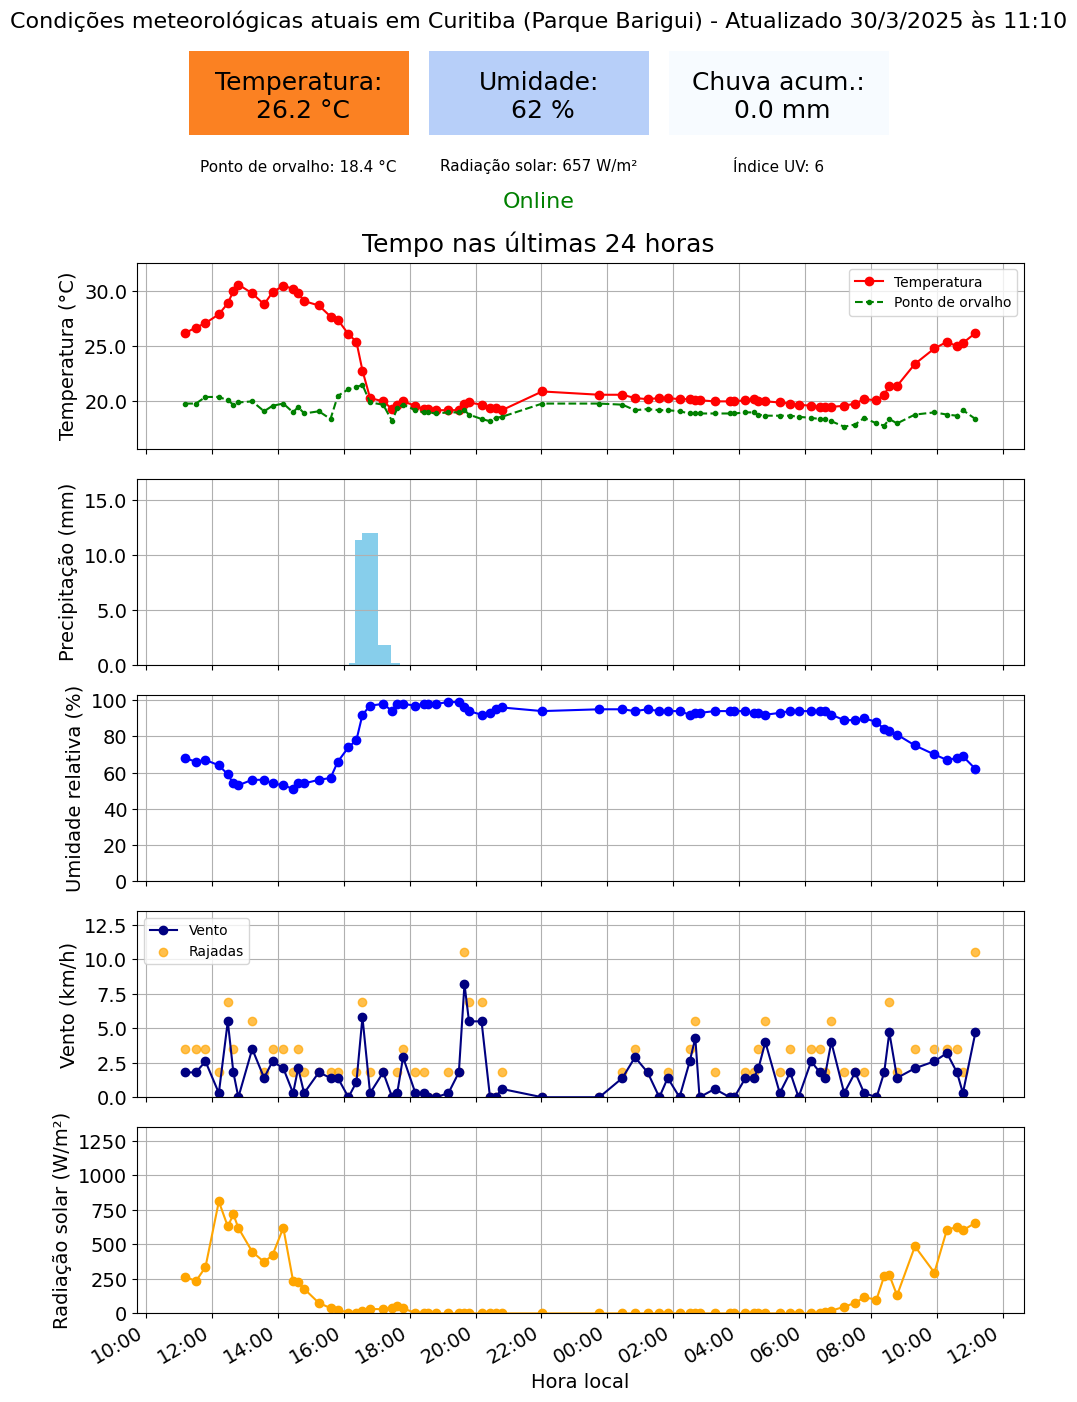 Condições meteorológicas atuais em Curitiba (Parque Barigui) - Atualizado 30/3/2025 às 11:10
Temperatura:
26.2 °C
Umidade:
62 %
Chuva acum.:
0.0 mm
Ponto de orvalho: 18.4 °C
Radiação solar: 657 W/m²
Índice UV: 6
Online
Tempo nas últimas 24 horas
Temperatura (°C)
30.0
25.0
20.0
Temperatura
Ponto de orvalho
Precipitação (mm)
15.0
10.0
5.0
0.0
Umidade relativa (%)
100
80
60
40
20
0
Vento (km/h)
12.5
10.0
7.5
5.0
2.5
0.0
Vento
Rajadas
Radiação solar (W/m²)
1250
1000
750
500
250
0
10:00
12:00
14:00
16:00
18:00
20:00
22:00
00:00
02:00
04:00
06:00
08:00
10:00
12:00
Hora local